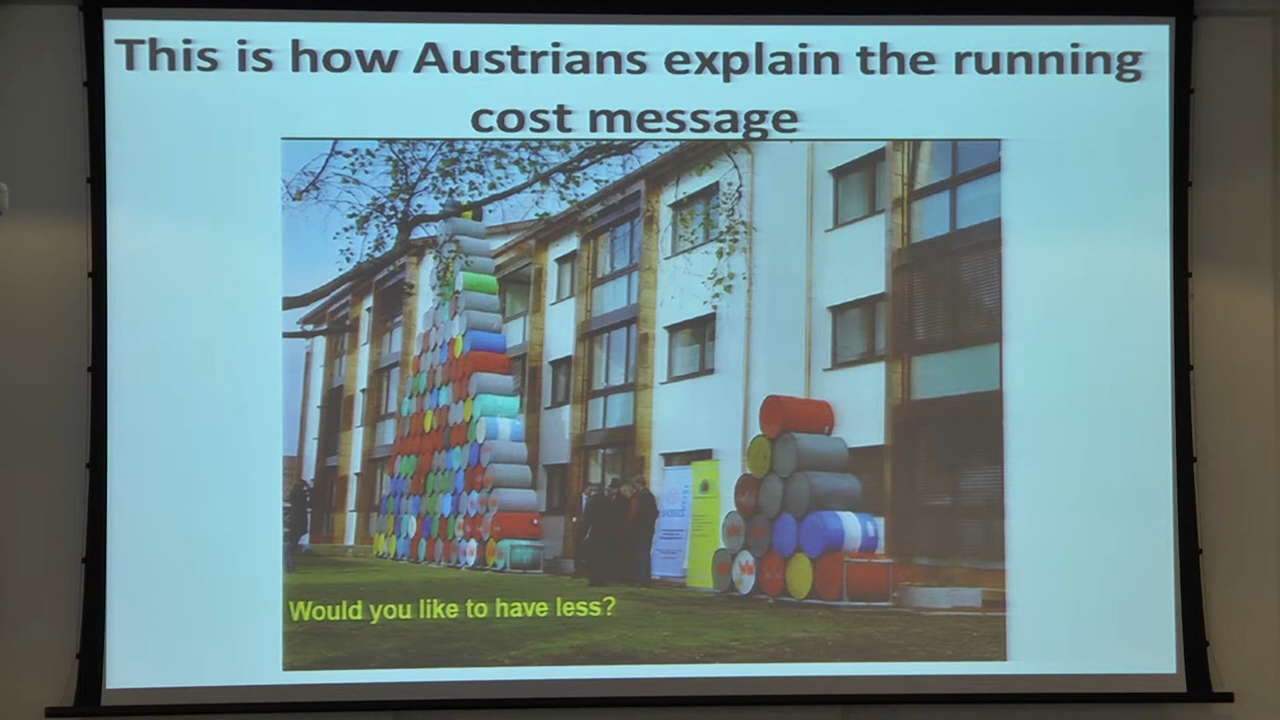 This is how Austrians explain the running
cost message
Would you like to have less?